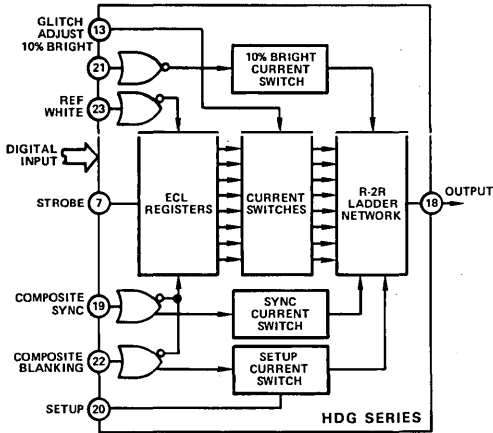 GLITCH
ADJUST
10% BRIGHT
13
21
10% BRIGHT
CURRENT
SWITCH
REF
WHITE
23
DIGITAL
INPUT
STROBE
7
ECL
REGISTERS
CURRENT
SWITCHES
R-2R
LADDER
NETWORK
18
OUTPUT
COMPOSITE
SYNC
19
SYNC
CURRENT
SWITCH
COMPOSITE
BLANKING
22
SETUP
CURRENT
SWITCH
SETUP
20
HDG SERIES